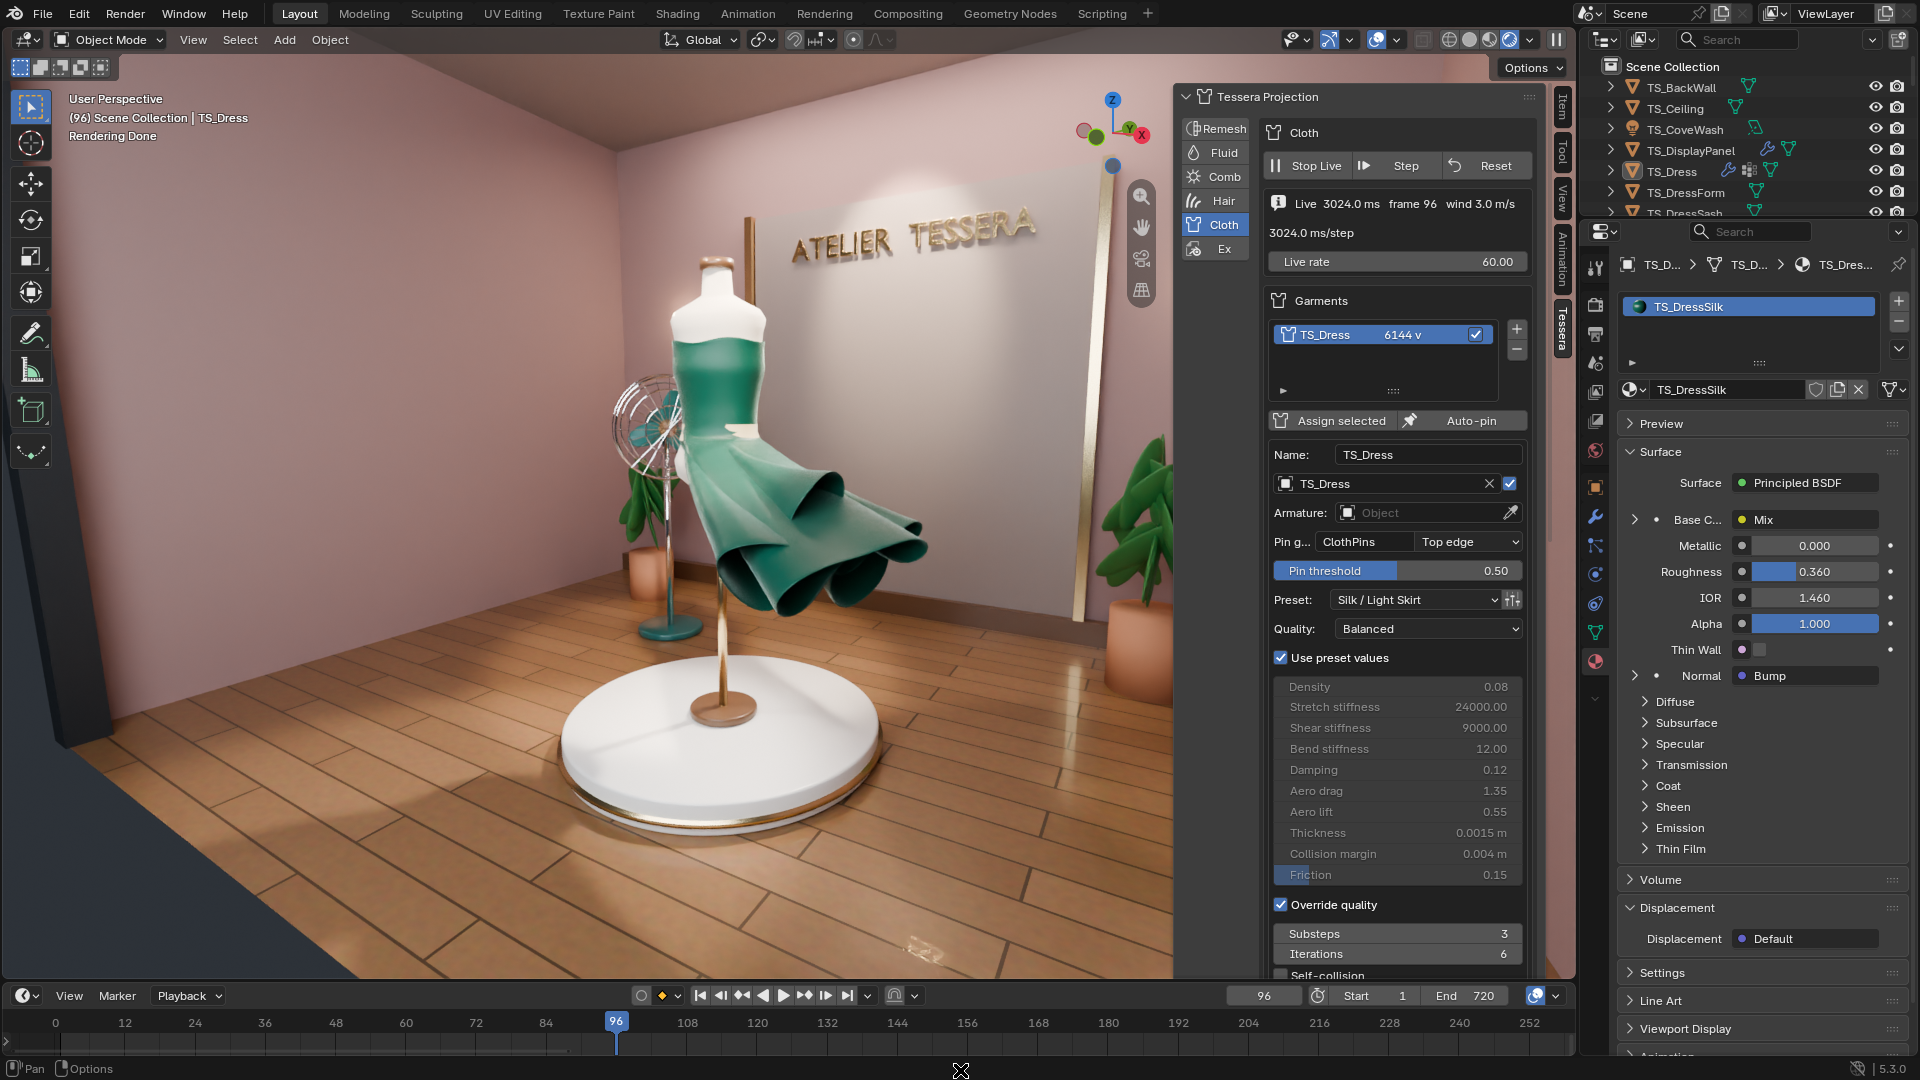 File Edit Render Window Help Layout Modeling Sculpting UV Editing Texture Paint Shading Animation Rendering Compositing Geometry Nodes Scripting + Scene ViewLayer
Object Mode View Select Add Object Global Search
Options
User Perspective
(96) Scene Collection | TS_Dress
Rendering Done
Z
Y
X
ATELIER TESSERA
Tessera Projection
Remesh
Fluid
Comb
Hair
Cloth
Ex
Cloth
Stop Live Step Reset
Live 3024.0 ms frame 96 wind 3.0 m/s
3024.0 ms/step
Live rate 60.00
Garments
TS_Dress 6144 v
Assign selected Auto-pin
Name: TS_Dress
TS_Dress
Armature: Object
Pin g... ClothPins Top edge
Pin threshold 0.50
Preset: Silk / Light Skirt
Quality: Balanced
Use preset values
Density 0.08
Stretch stiffness 24000.00
Shear stiffness 9000.00
Bend stiffness 12.00
Damping 0.12
Aero drag 1.35
Aero lift 0.55
Thickness 0.0015 m
Collision margin 0.004 m
Friction 0.15
Override quality
Substeps 3
Iterations 6
Self-collision
Item
Tool
View
Animation
Tessera
Scene Collection
TS_BackWall
TS_Ceiling
TS_CoveWash
TS_DisplayPanel
TS_Dress
TS_DressForm
TS_DressSash
Search
TS_D... TS_D... TS_Dres...
TS_DressSilk
TS_DressSilk
Preview
Surface
Surface Principled BSDF
Base C... Mix
Metallic 0.000
Roughness 0.360
IOR 1.460
Alpha 1.000
Thin Wall
Normal Bump
Diffuse
Subsurface
Specular
Transmission
Coat
Sheen
Emission
Thin Film
Volume
Displacement
Displacement Default
Settings
Line Art
Viewport Display
Animation
View Marker Playback 96 Start 1 End 720
0 12 24 36 48 60 72 84 96 108 120 132 144 156 168 180 192 204 216 228 240 252
Pan Options 5.3.0